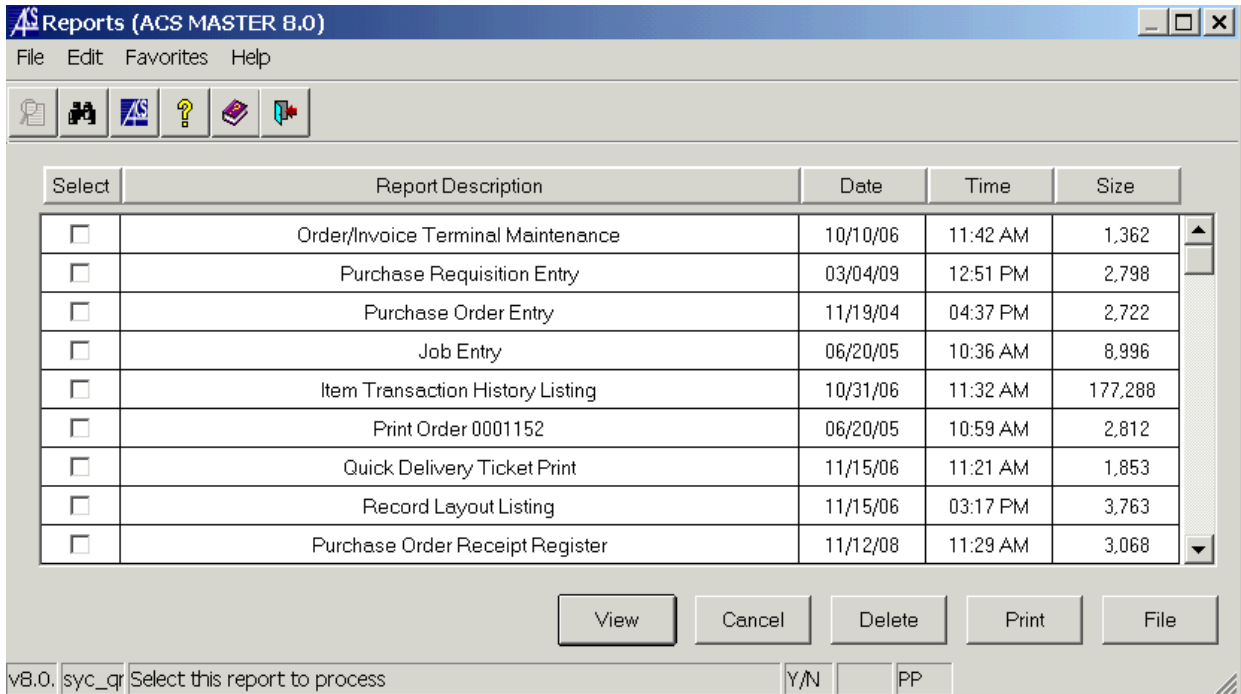 ACS Reports (ACS MASTER 8.0)
File Edit Favorites Help
ACS ?
Select Report Description Date Time Size
Order/Invoice Terminal Maintenance 10/10/06 11:42 AM 1,362
Purchase Requisition Entry 03/04/09 12:51 PM 2,798
Purchase Order Entry 11/19/04 04:37 PM 2,722
Job Entry 06/20/05 10:36 AM 8,996
Item Transaction History Listing 10/31/06 11:32 AM 177,288
Print Order 0001152 06/20/05 10:59 AM 2,812
Quick Delivery Ticket Print 11/15/06 11:21 AM 1,853
Record Layout Listing 11/15/06 03:17 PM 3,763
Purchase Order Receipt Register 11/12/08 11:29 AM 3,068
View Cancel Delete Print File
v8.0. syc_qr Select this report to process Y/N PP